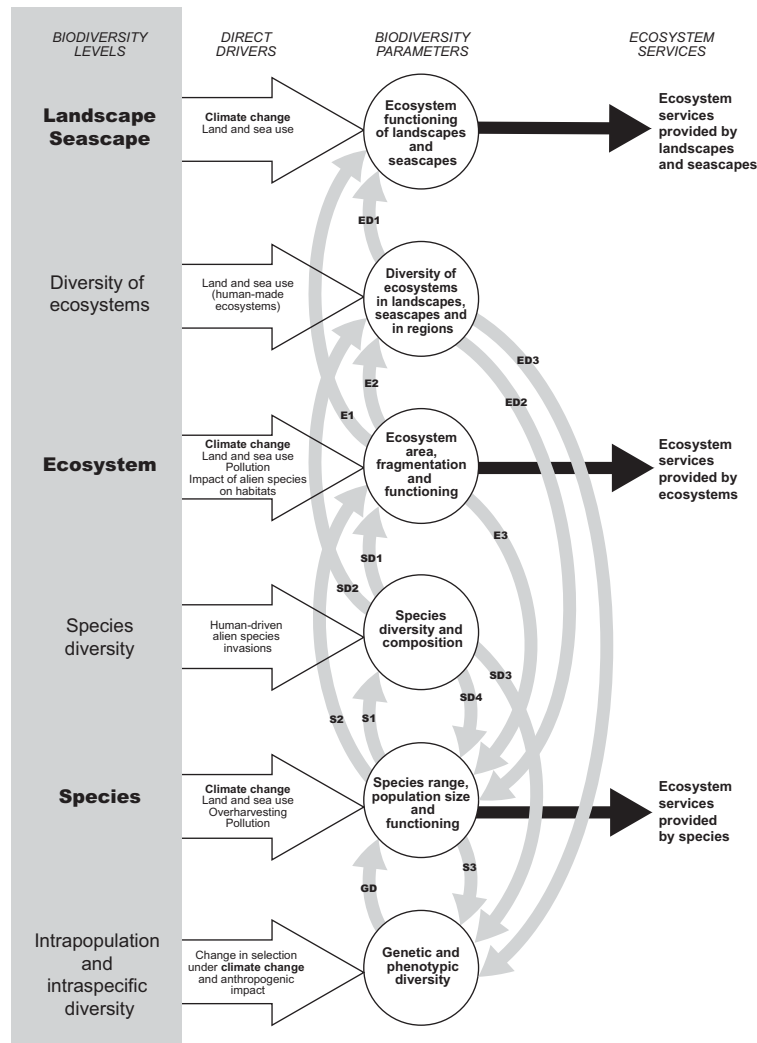 BIODIVERSITY
LEVELS
DIRECT
DRIVERS
BIODIVERSITY
PARAMETERS
ECOSYSTEM
SERVICES
Landscape
Seascape
Climate change
Land and sea use
Ecosystem
functioning
of landscapes
and
seascapes
Ecosystem
services
provided by
landscapes
and seascapes
ED1
Diversity of
ecosystems
Land and sea use
(human-made
ecosystems)
Diversity of
ecosystems
in landscapes,
seascapes and
in regions
ED3
ED2
E2
E1
Ecosystem
Climate change
Land and sea use
Pollution
Impact of alien species
on habitats
Ecosystem
area,
fragmentation
and
functioning
Ecosystem
services
provided by
ecosystems
E3
SD1
SD2
Species
diversity
Human-driven
alien species
invasions
Species
diversity and
composition
SD3
SD4
S2
S1
Species
Climate change
Land and sea use
Overharvesting
Pollution
Species range,
population size
and
functioning
Ecosystem
services
provided
by species
S3
GD
Intrapopulation
and
intraspecific
diversity
Change in selection
under climate change
and anthropogenic
impact
Genetic and
phenotypic
diversity